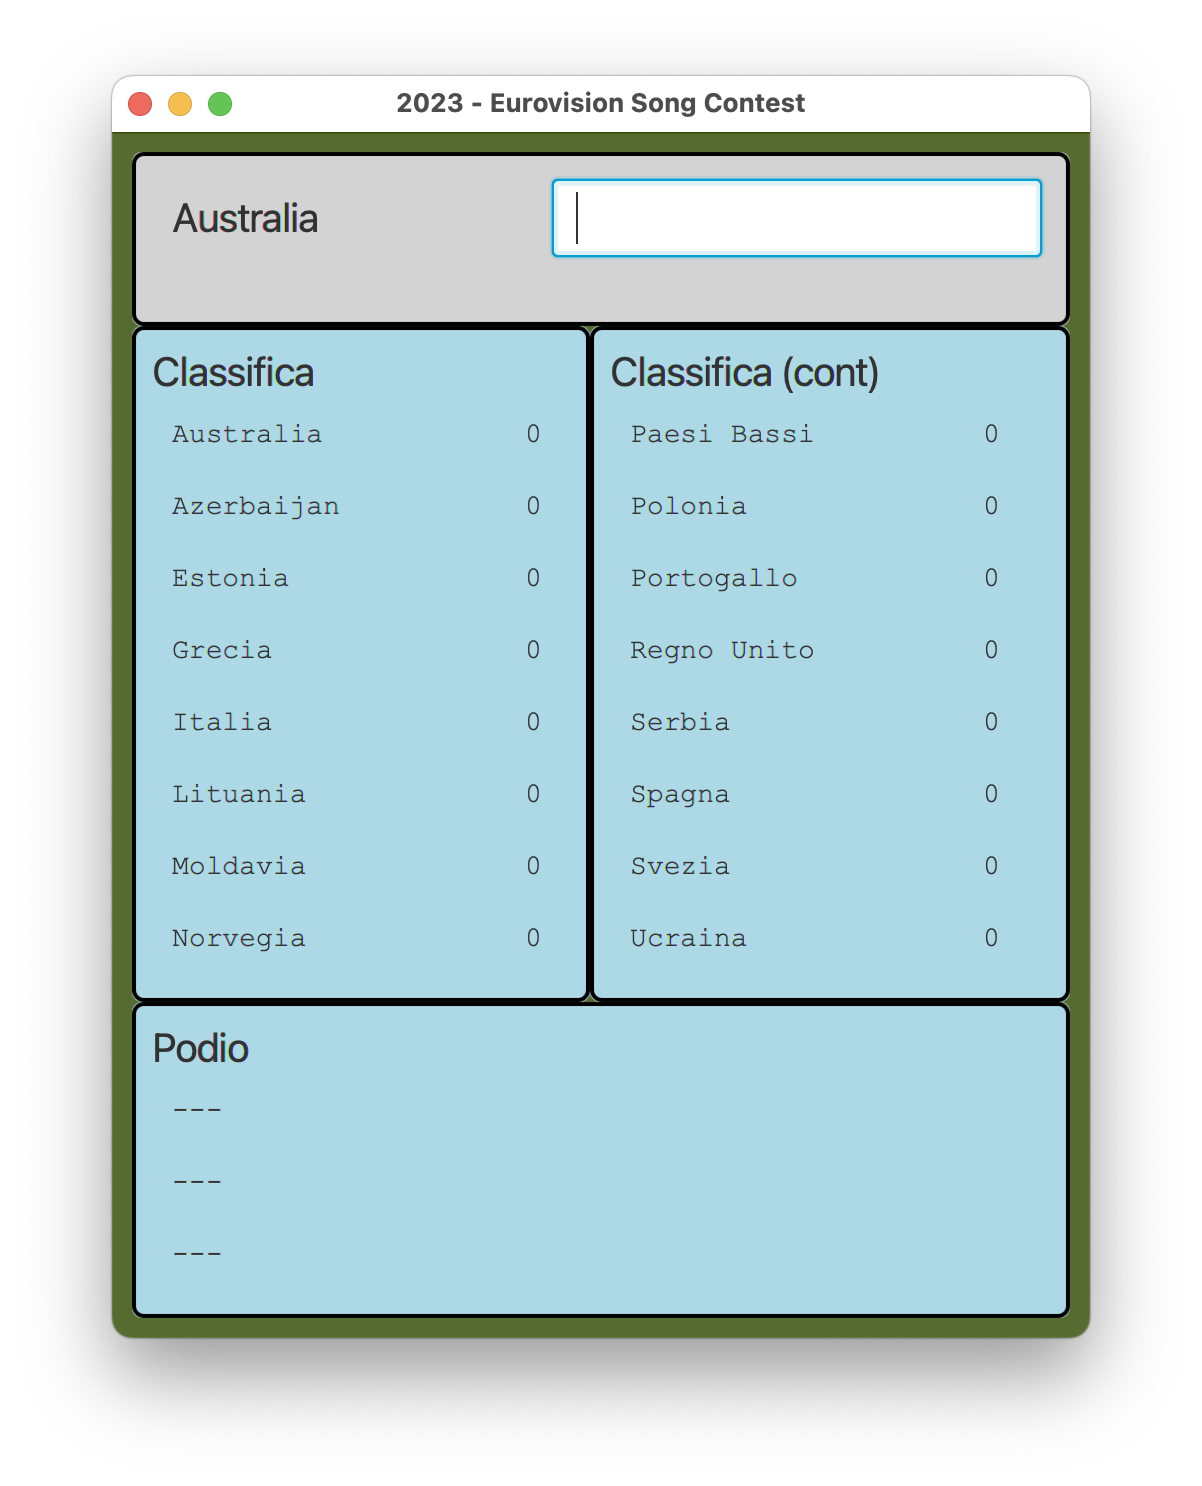 2023 - Eurovision Song Contest
Australia
Classifica
Australia 0
Azerbaijan 0
Estonia 0
Grecia 0
Italia 0
Lituania 0
Moldavia 0
Norvegia 0
Classifica (cont)
Paesi Bassi 0
Polonia 0
Portogallo 0
Regno Unito 0
Serbia 0
Spagna 0
Svezia 0
Ucraina 0
Podio
---
---
---